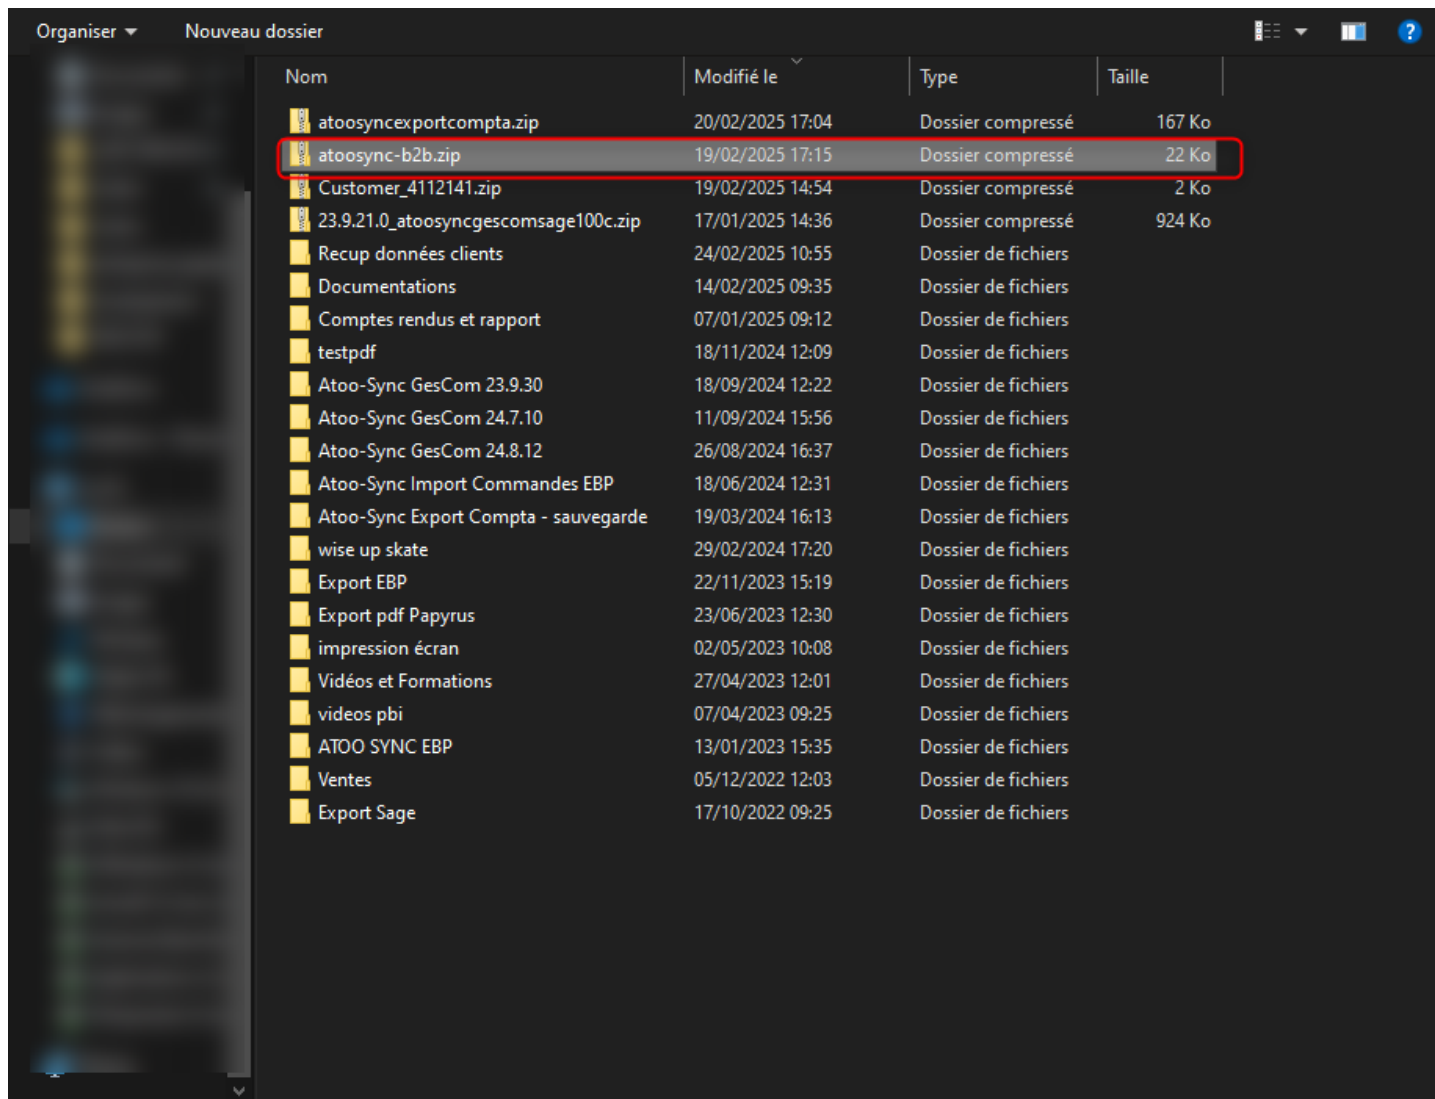 Organiser Nouveau dossier
Nom Modifié le Type Taille
atoosyncexportcompta.zip 20/02/2025 17:04 Dossier compressé 167 Ko
atoosync-b2b.zip 19/02/2025 17:15 Dossier compressé 22 Ko
Customer_4112141.zip 19/02/2025 14:54 Dossier compressé 2 Ko
23.9.21.0_atoosyncgescomsage100c.zip 17/01/2025 14:36 Dossier compressé 924 Ko
Recup données clients 24/02/2025 10:55 Dossier de fichiers
Documentations 14/02/2025 09:35 Dossier de fichiers
Comptes rendus et rapport 07/01/2025 09:12 Dossier de fichiers
testpdf 18/11/2024 12:09 Dossier de fichiers
Atoo-Sync GesCom 23.9.30 18/09/2024 12:22 Dossier de fichiers
Atoo-Sync GesCom 24.7.10 11/09/2024 15:56 Dossier de fichiers
Atoo-Sync GesCom 24.8.12 26/08/2024 16:37 Dossier de fichiers
Atoo-Sync Import Commandes EBP 18/06/2024 12:31 Dossier de fichiers
Atoo-Sync Export Compta - sauvegarde 19/03/2024 16:13 Dossier de fichiers
wise up skate 29/02/2024 17:20 Dossier de fichiers
Export EBP 22/11/2023 15:19 Dossier de fichiers
Export pdf Papyrus 23/06/2023 12:30 Dossier de fichiers
impression écran 02/05/2023 10:08 Dossier de fichiers
Vidéos et Formations 27/04/2023 12:01 Dossier de fichiers
videos pbi 07/04/2023 09:25 Dossier de fichiers
ATOO SYNC EBP 13/01/2023 15:35 Dossier de fichiers
Ventes 05/12/2022 12:03 Dossier de fichiers
Export Sage 17/10/2022 09:25 Dossier de fichiers